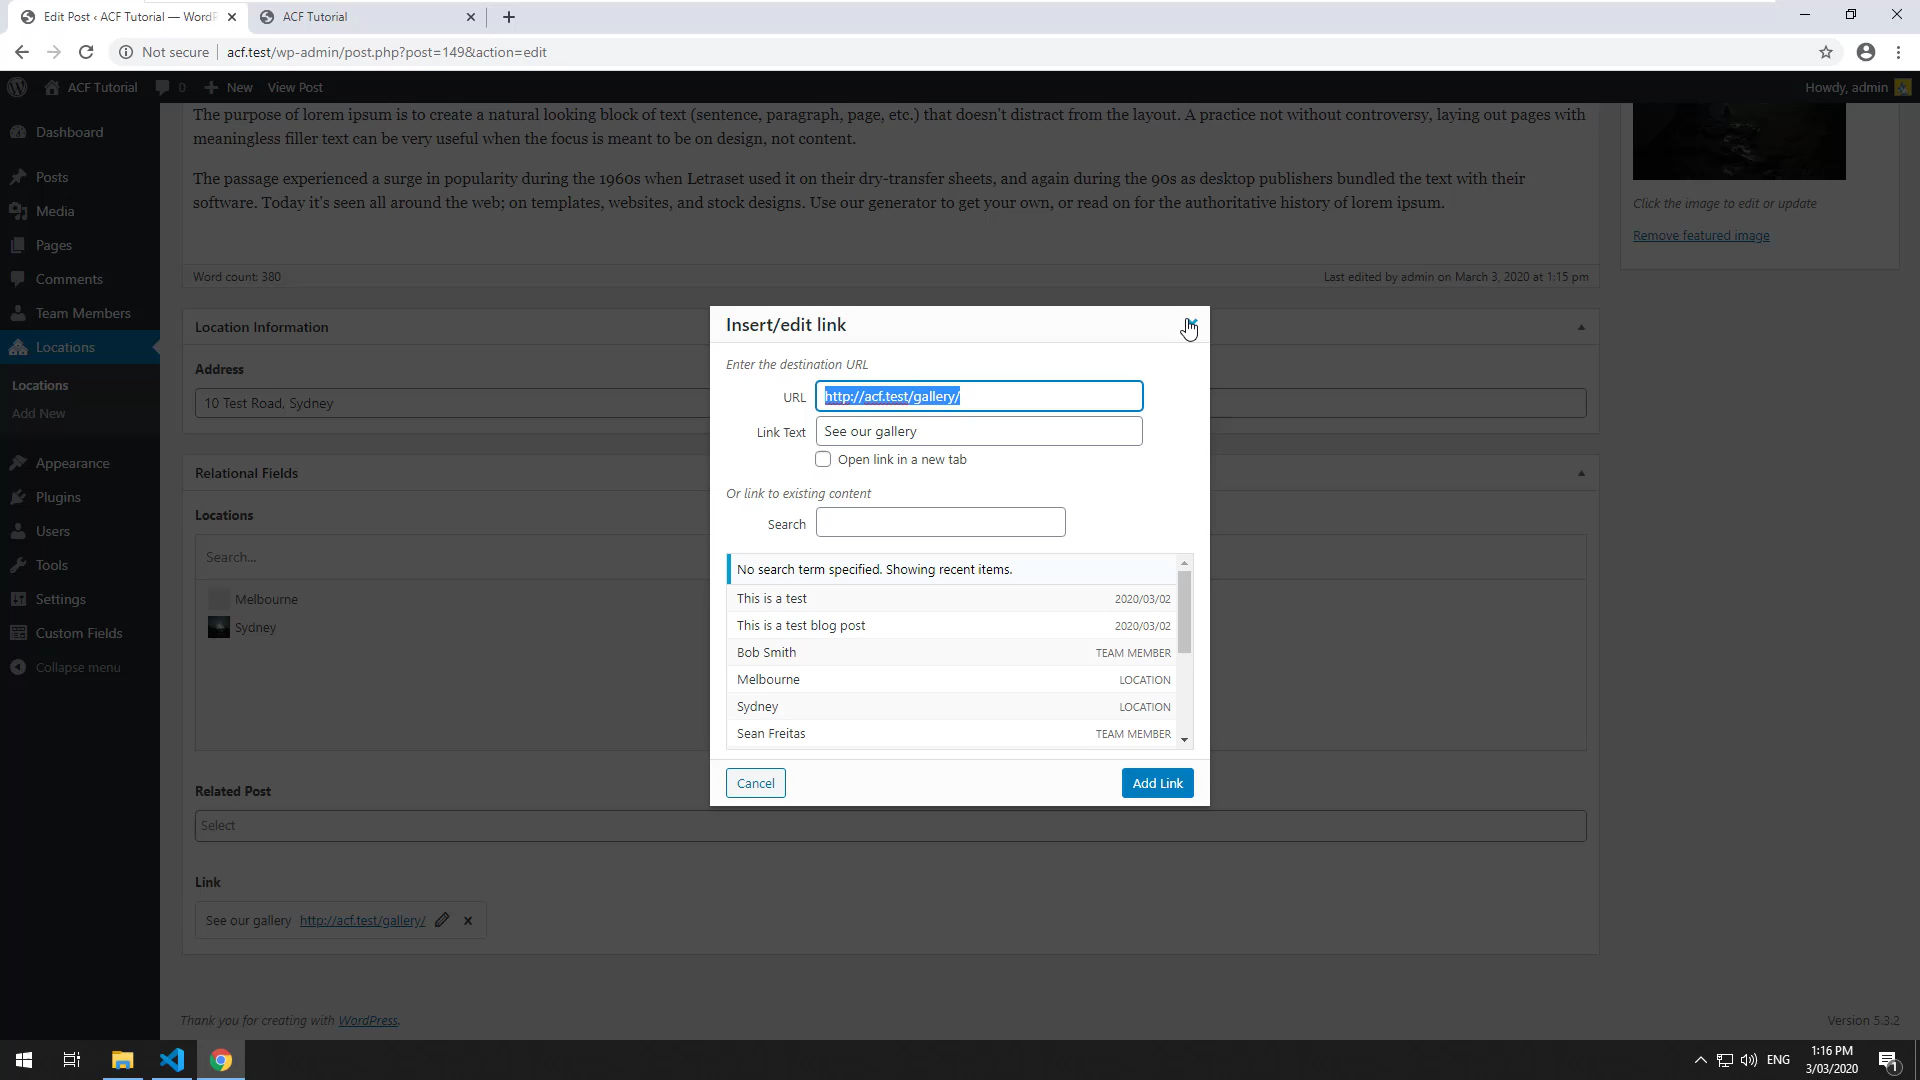 Edit Post ‹ ACF Tutorial — WordP
ACF Tutorial
Not secure
acf.test/wp-admin/post.php?post=149&action=edit
ACF Tutorial
0
New
View Post
Howdy, admin
Dashboard
Posts
Media
Pages
Comments
Team Members
Locations
Locations
Add New
Appearance
Plugins
Users
Tools
Settings
Custom Fields
Collapse menu
The purpose of lorem ipsum is to create a natural looking block of text (sentence, paragraph, page, etc.) that doesn't distract from the layout. A practice not without controversy, laying out pages with
meaningless filler text can be very useful when the focus is meant to be on design, not content.
The passage experienced a surge in popularity during the 1960s when Letraset used it on their dry-transfer sheets, and again during the 90s as desktop publishers bundled the text with their
software. Today it's seen all around the web; on templates, websites, and stock designs. Use our generator to get your own, or read on for the authoritative history of lorem ipsum.
Word count: 380
Last edited by admin on March 3, 2020 at 1:15 pm
Click the image to edit or update
Remove featured image
Location Information
Address
10 Test Road, Sydney
Relational Fields
Locations
Search...
Melbourne
Sydney
Related Post
Select
Link
See our gallery http://acf.test/gallery/
Insert/edit link
Enter the destination URL
URL
http://acf.test/gallery/
Link Text
See our gallery
Open link in a new tab
Or link to existing content
Search
No search term specified. Showing recent items.
This is a test 2020/03/02
This is a test blog post 2020/03/02
Bob Smith TEAM MEMBER
Melbourne LOCATION
Sydney LOCATION
Sean Freitas TEAM MEMBER
Cancel
Add Link
Thank you for creating with WordPress.
Version 5.3.2
ENG
1:16 PM
3/03/2020
1